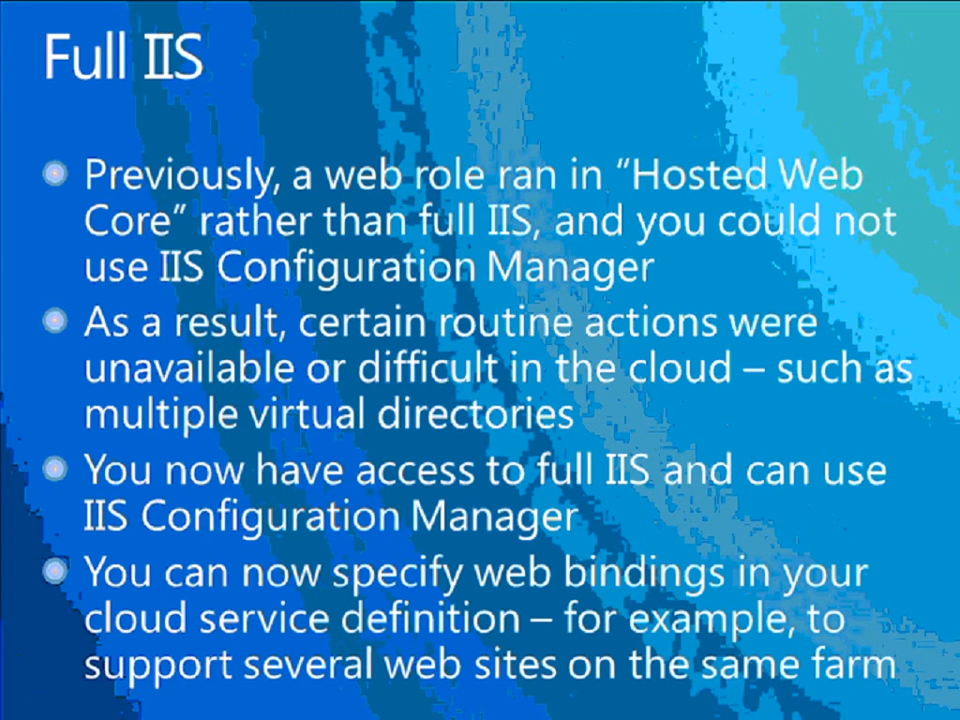 Full IIS
Previously, a web role ran in “Hosted Web
Core” rather than full IIS, and you could not
use IIS Configuration Manager
As a result, certain routine actions were
unavailable or difficult in the cloud – such as
multiple virtual directories
You now have access to full IIS and can use
IIS Configuration Manager
You can now specify web bindings in your
cloud service definition – for example, to
support several web sites on the same farm